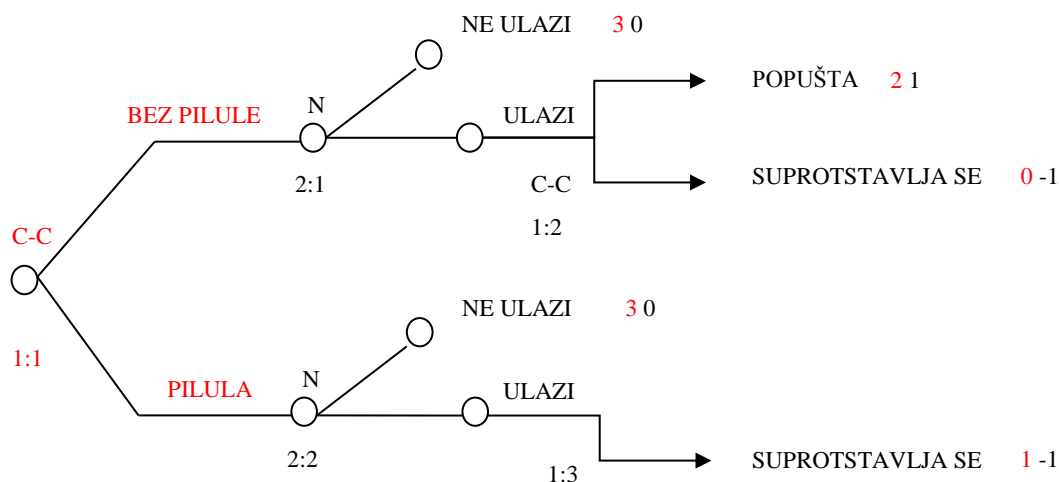 NE ULAZI 3 0
POPUŠTA 2 1
BEZ PILULE
N
ULAZI
2:1
C-C
SUPROTSTAVLJA SE 0 -1
1:2
C-C
NE ULAZI 3 0
1:1
PILULA
N
ULAZI
2:2
1:3
SUPROTSTAVLJA SE 1 -1